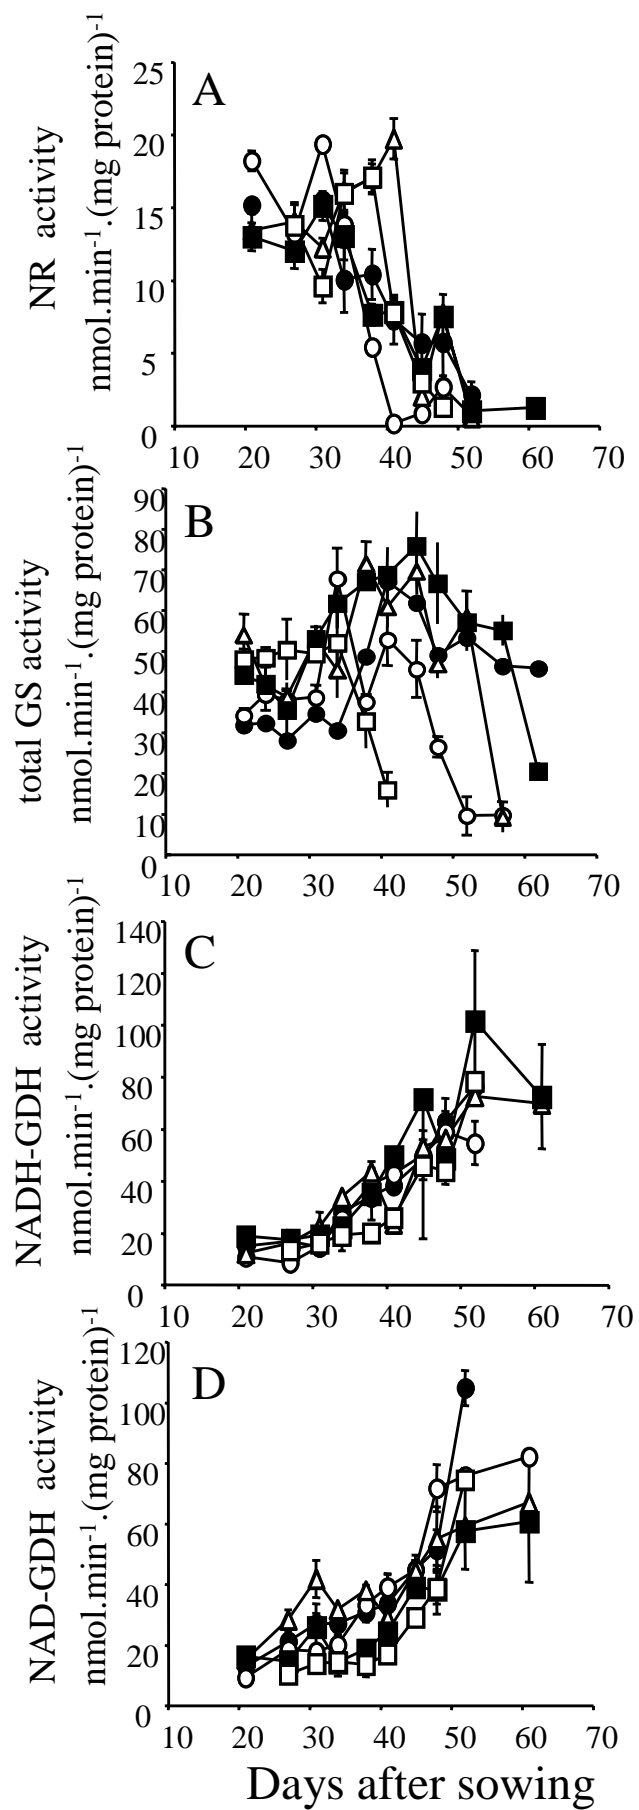 NR activity
nmol.min-1.(mg protein)-1
A
25
20
15
10
5
0
10 20 30 40 50 60 70
total GS activity
nmol.min-1.(mg protein)-1
B
90
80
70
60
50
40
30
20
10
0
10 20 30 40 50 60 70
NADH-GDH activity
nmol.min-1.(mg protein)-1
C
140
120
100
80
60
40
20
0
10 20 30 40 50 60 70
NAD-GDH activity
nmol.min-1.(mg protein)-1
D
120
100
80
60
40
20
0
10 20 30 40 50 60 70
Days after sowing